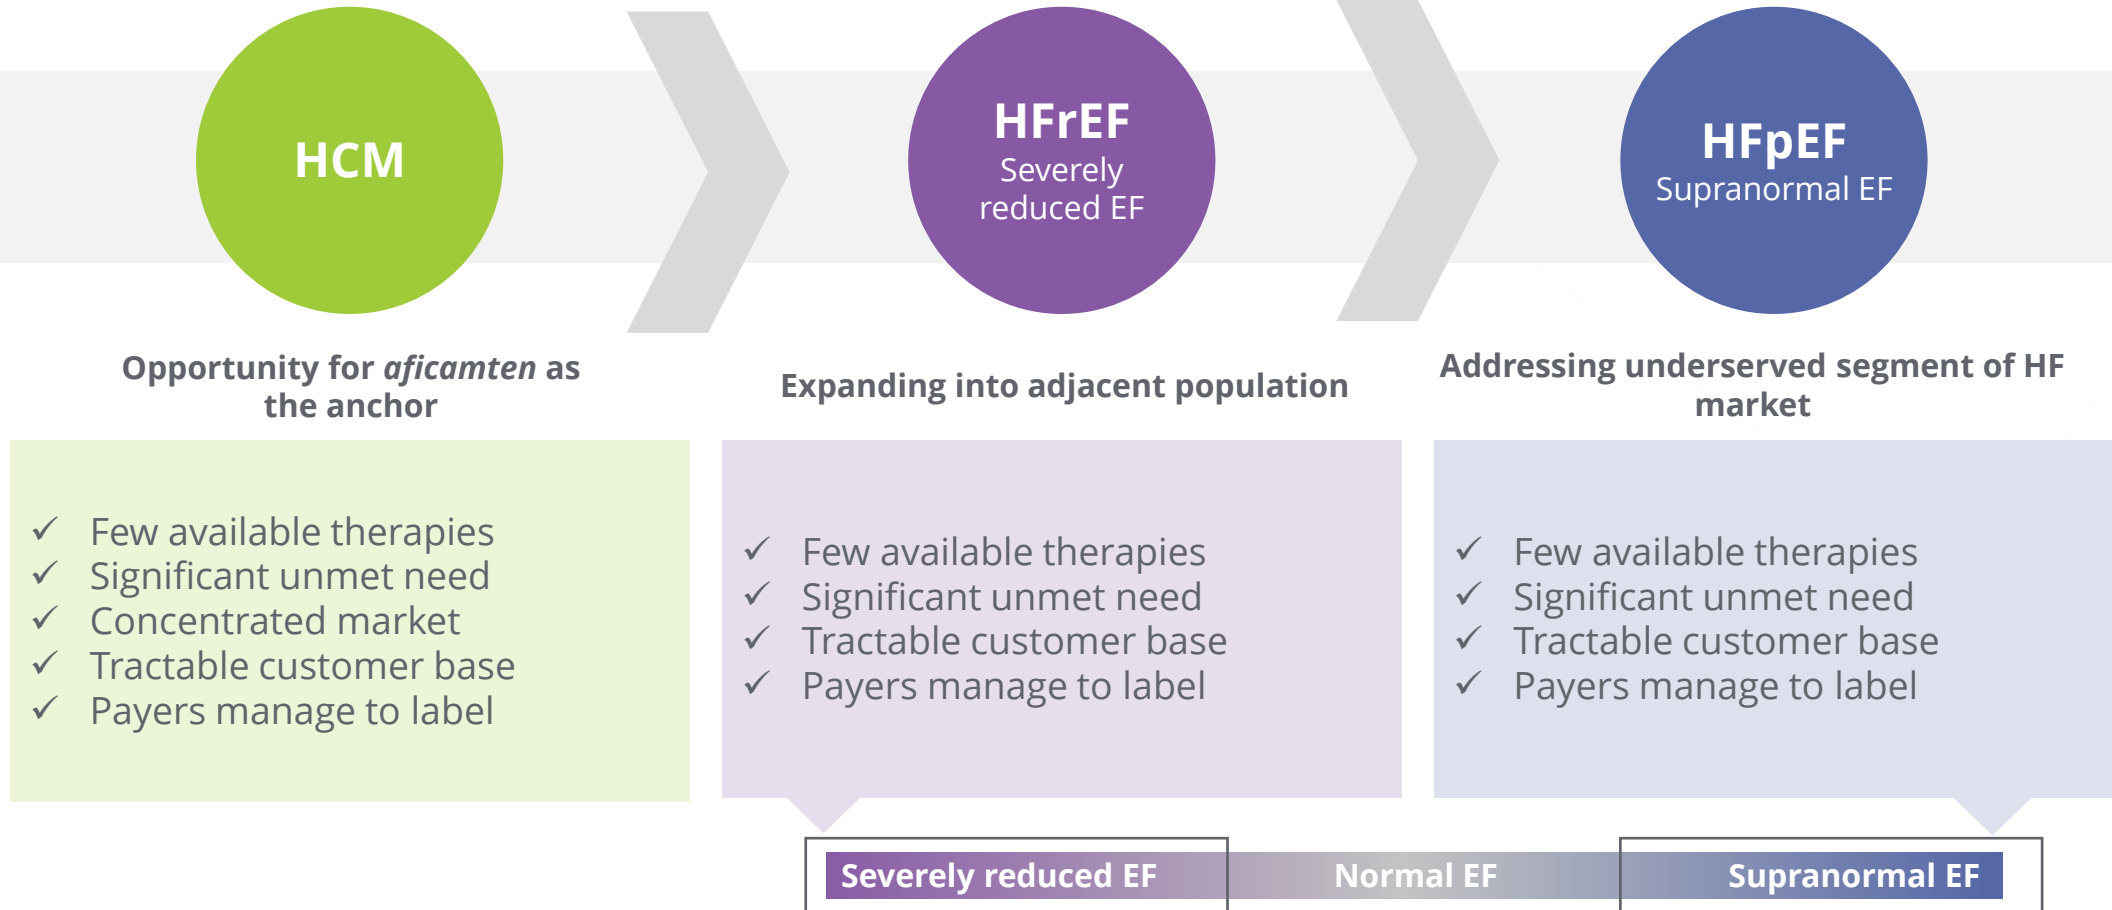 HCM
HFrEF
Severely
reduced EF
HFpEF
Supranormal EF
Opportunity for aficamten as
the anchor
Expanding into adjacent population
Addressing underserved segment of HF
market
✓ Few available therapies
✓ Significant unmet need
✓ Concentrated market
✓ Tractable customer base
✓ Payers manage to label
✓ Few available therapies
✓ Significant unmet need
✓ Tractable customer base
✓ Payers manage to label
✓ Few available therapies
✓ Significant unmet need
✓ Tractable customer base
✓ Payers manage to label
Severely reduced EF
Normal EF
Supranormal EF